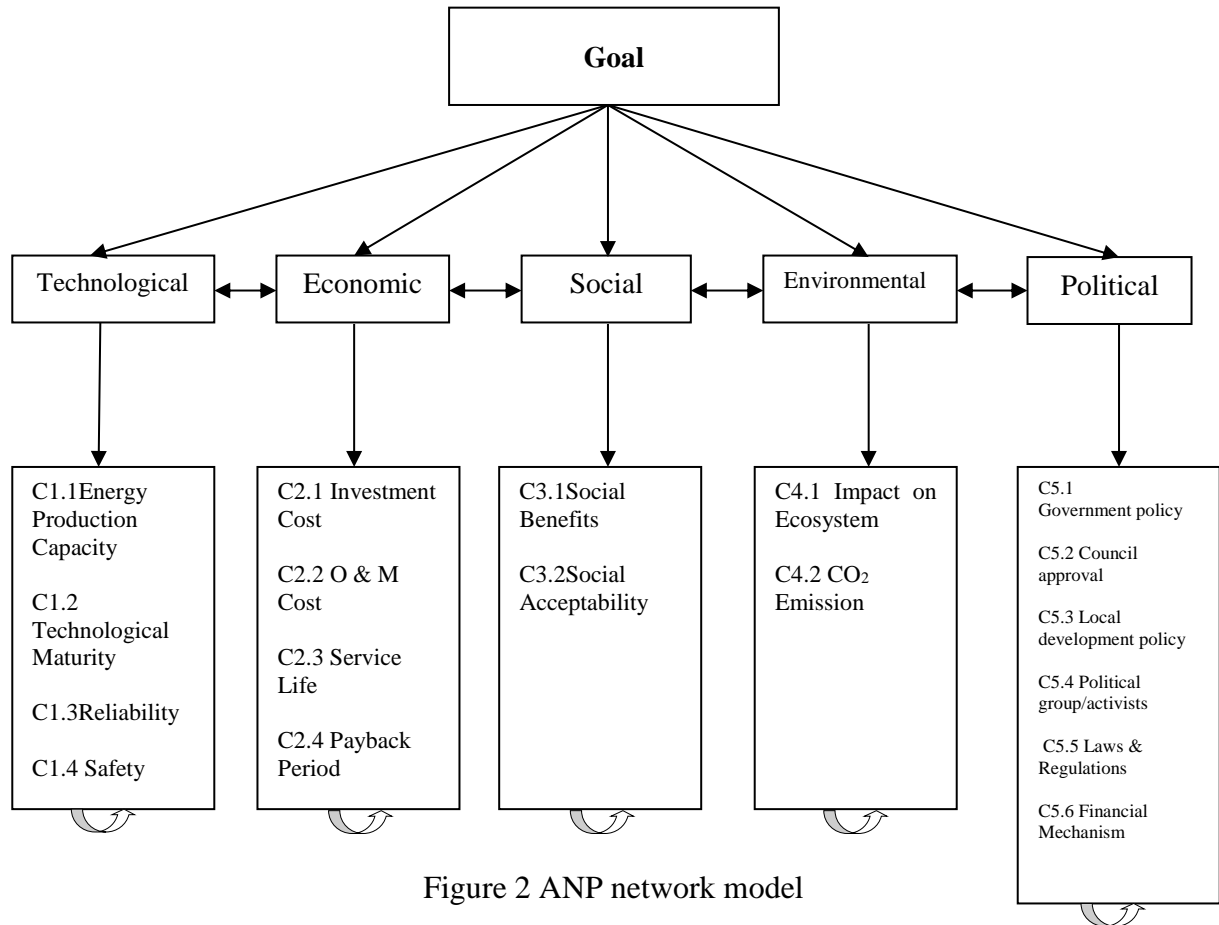 Goal
Technological
Economic
Social
Environmental
Political
C1.1Energy
Production
Capacity
C1.2
Technological
Maturity
C1.3Reliability
C1.4 Safety
C2.1 Investment
Cost
C2.2 O & M
Cost
C2.3 Service
Life
C2.4 Payback
Period
C3.1Social
Benefits
C3.2Social
Acceptability
C4.1 Impact on
Ecosystem
C4.2 CO₂
Emission
C5.1
Government policy
C5.2 Council
approval
C5.3 Local
development policy
C5.4 Political
group/activists
C5.5 Laws &
Regulations
C5.6 Financial
Mechanism
Figure 2 ANP network model